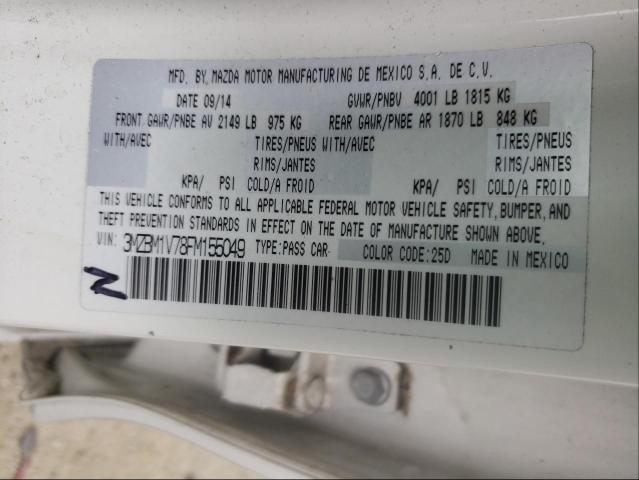 MFD. BY MAZDA MOTOR MANUFACTURING DE MEXICO S.A. DE C.V.
DATE 09/14 GVWR/PNBV 4001 LB 1815 KG
FRONT GAWR/PNBE AV 2149 LB 975 KG REAR GAWR/PNBE AR 1870 LB 848 KG
WITH/AVEC TIRES/PNEUS WITH/AVEC TIRES/PNEUS
RIMS/JANTES RIMS/JANTES
KPA/ PSI COLD/A FROID KPA/ PSI COLD/A FROID
THIS VEHICLE CONFORMS TO ALL APPLICABLE FEDERAL MOTOR VEHICLE SAFETY, BUMPER, AND
THEFT PREVENTION STANDARDS IN EFFECT ON THE DATE OF MANUFACTURE SHOWN ABOVE.
VIN: 3MZBM1V78FM155049 TYPE:PASS CAR COLOR CODE:25D MADE IN MEXICO